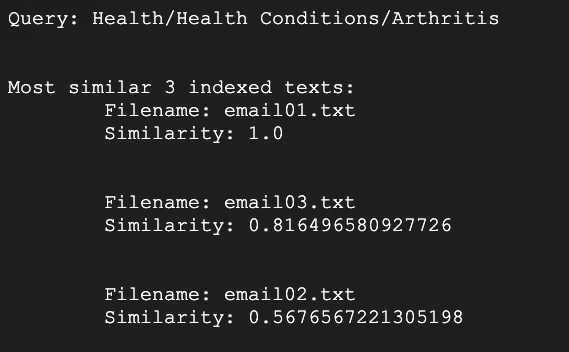 Query: Health/Health Conditions/Arthritis
Most similar 3 indexed texts:
Filename: email01.txt
Similarity: 1.0
Filename: email03.txt
Similarity: 0.816496580927726
Filename: email02.txt
Similarity: 0.5676567221305198